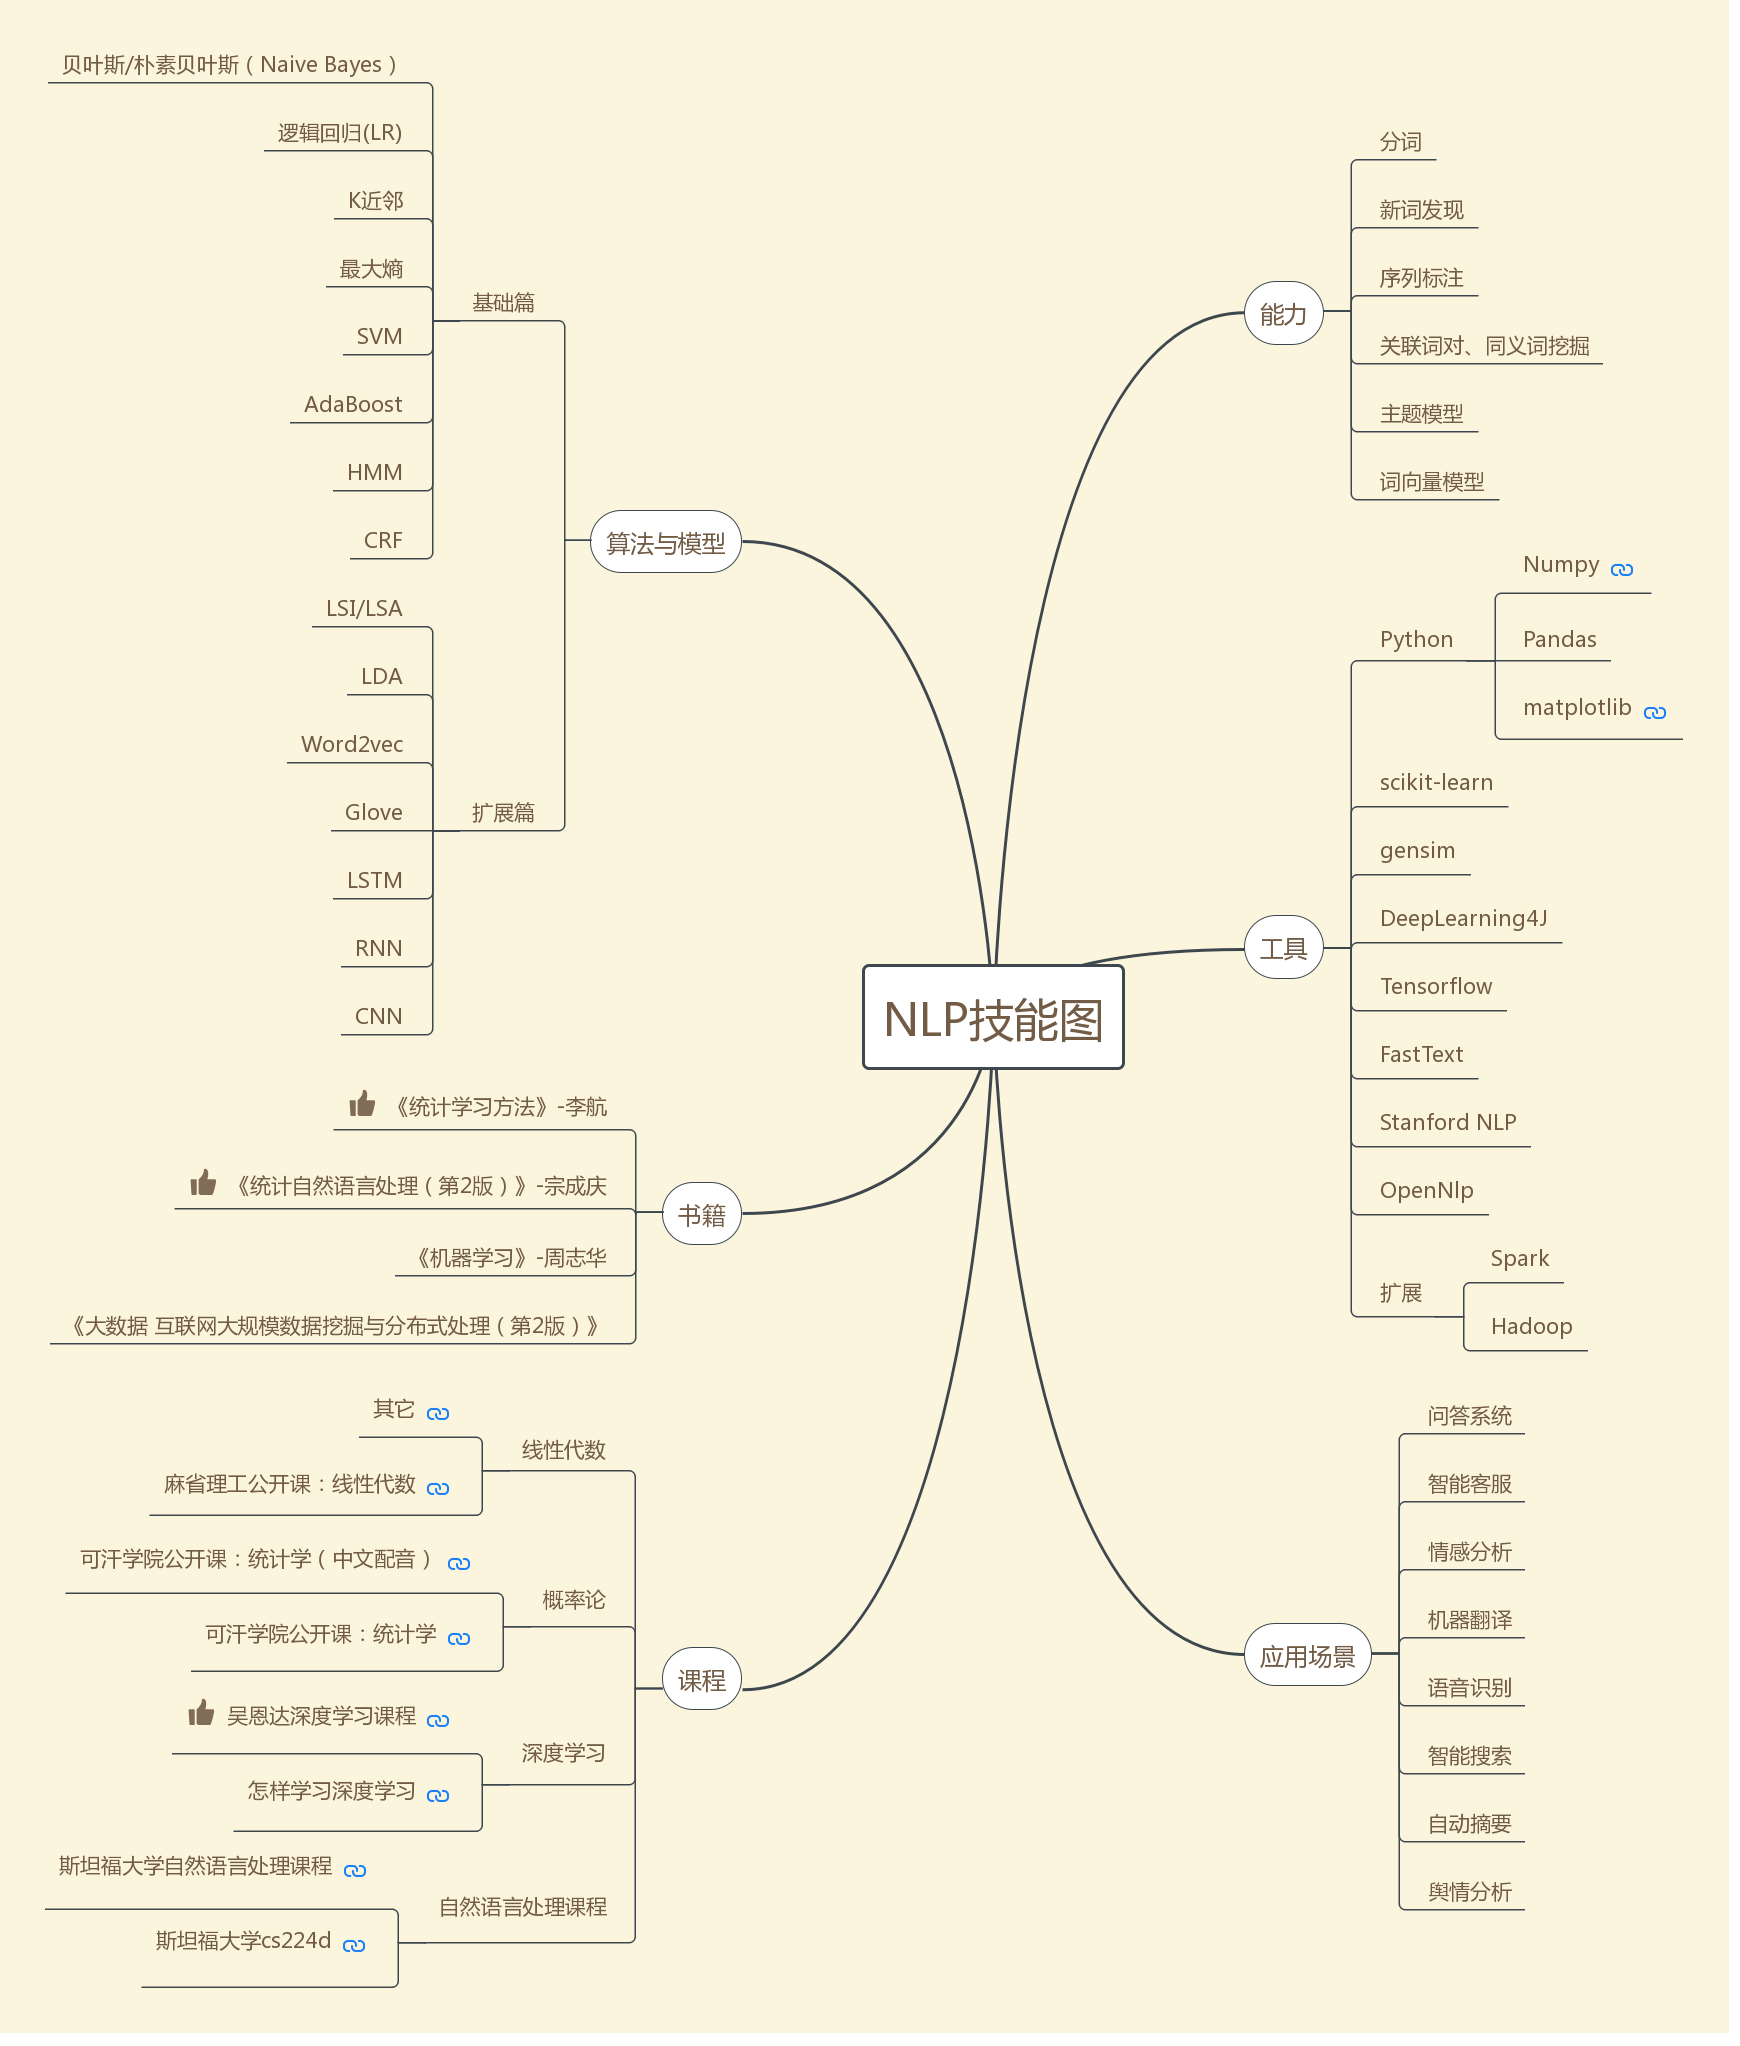 NLP技能图
能力
分词
新词发现
序列标注
关联词对、同义词挖掘
主题模型
词向量模型
工具
Python
Numpy
Pandas
matplotlib
scikit-learn
gensim
DeepLearning4J
Tensorflow
FastText
Stanford NLP
OpenNlp
扩展
Spark
Hadoop
应用场景
问答系统
智能客服
情感分析
机器翻译
语音识别
智能搜索
自动摘要
舆情分析
算法与模型
基础篇
贝叶斯/朴素贝叶斯（Naive Bayes）
逻辑回归(LR)
K近邻
最大熵
SVM
AdaBoost
HMM
CRF
扩展篇
LSI/LSA
LDA
Word2vec
Glove
LSTM
RNN
CNN
书籍
《统计学习方法》-李航
《统计自然语言处理（第2版）》-宗成庆
《机器学习》-周志华
《大数据 互联网大规模数据挖掘与分布式处理（第2版）》
课程
线性代数
其它
麻省理工公开课：线性代数
概率论
可汗学院公开课：统计学（中文配音）
可汗学院公开课：统计学
深度学习
吴恩达深度学习课程
怎样学习深度学习
自然语言处理课程
斯坦福大学自然语言处理课程
斯坦福大学cs224d